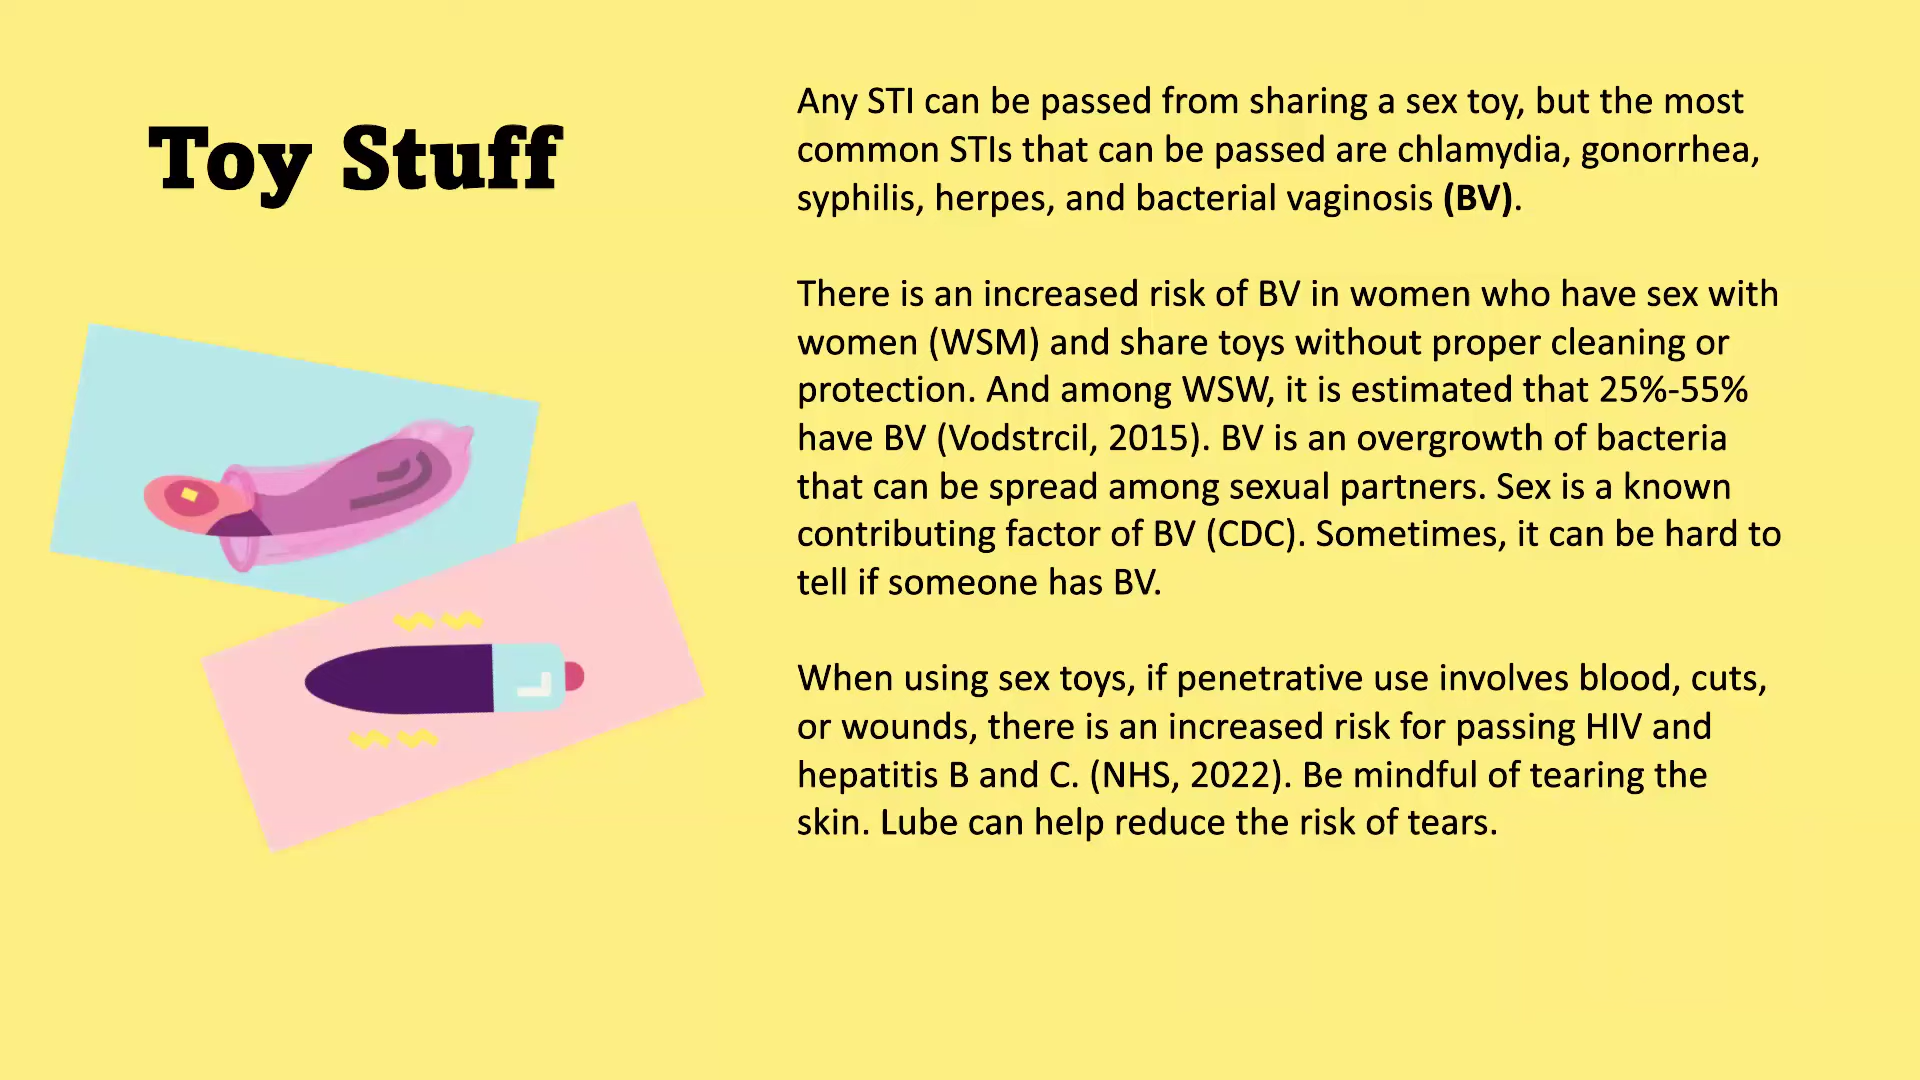 Toy Stuff
Any STI can be passed from sharing a sex toy, but the most
common STIs that can be passed are chlamydia, gonorrhea,
syphilis, herpes, and bacterial vaginosis (BV).
There is an increased risk of BV in women who have sex with
women (WSM) and share toys without proper cleaning or
protection. And among WSW, it is estimated that 25%-55%
have BV (Vodstrcil, 2015). BV is an overgrowth of bacteria
that can be spread among sexual partners. Sex is a known
contributing factor of BV (CDC). Sometimes, it can be hard to
tell if someone has BV.
When using sex toys, if penetrative use involves blood, cuts,
or wounds, there is an increased risk for passing HIV and
hepatitis B and C. (NHS, 2022). Be mindful of tearing the
skin. Lube can help reduce the risk of tears.